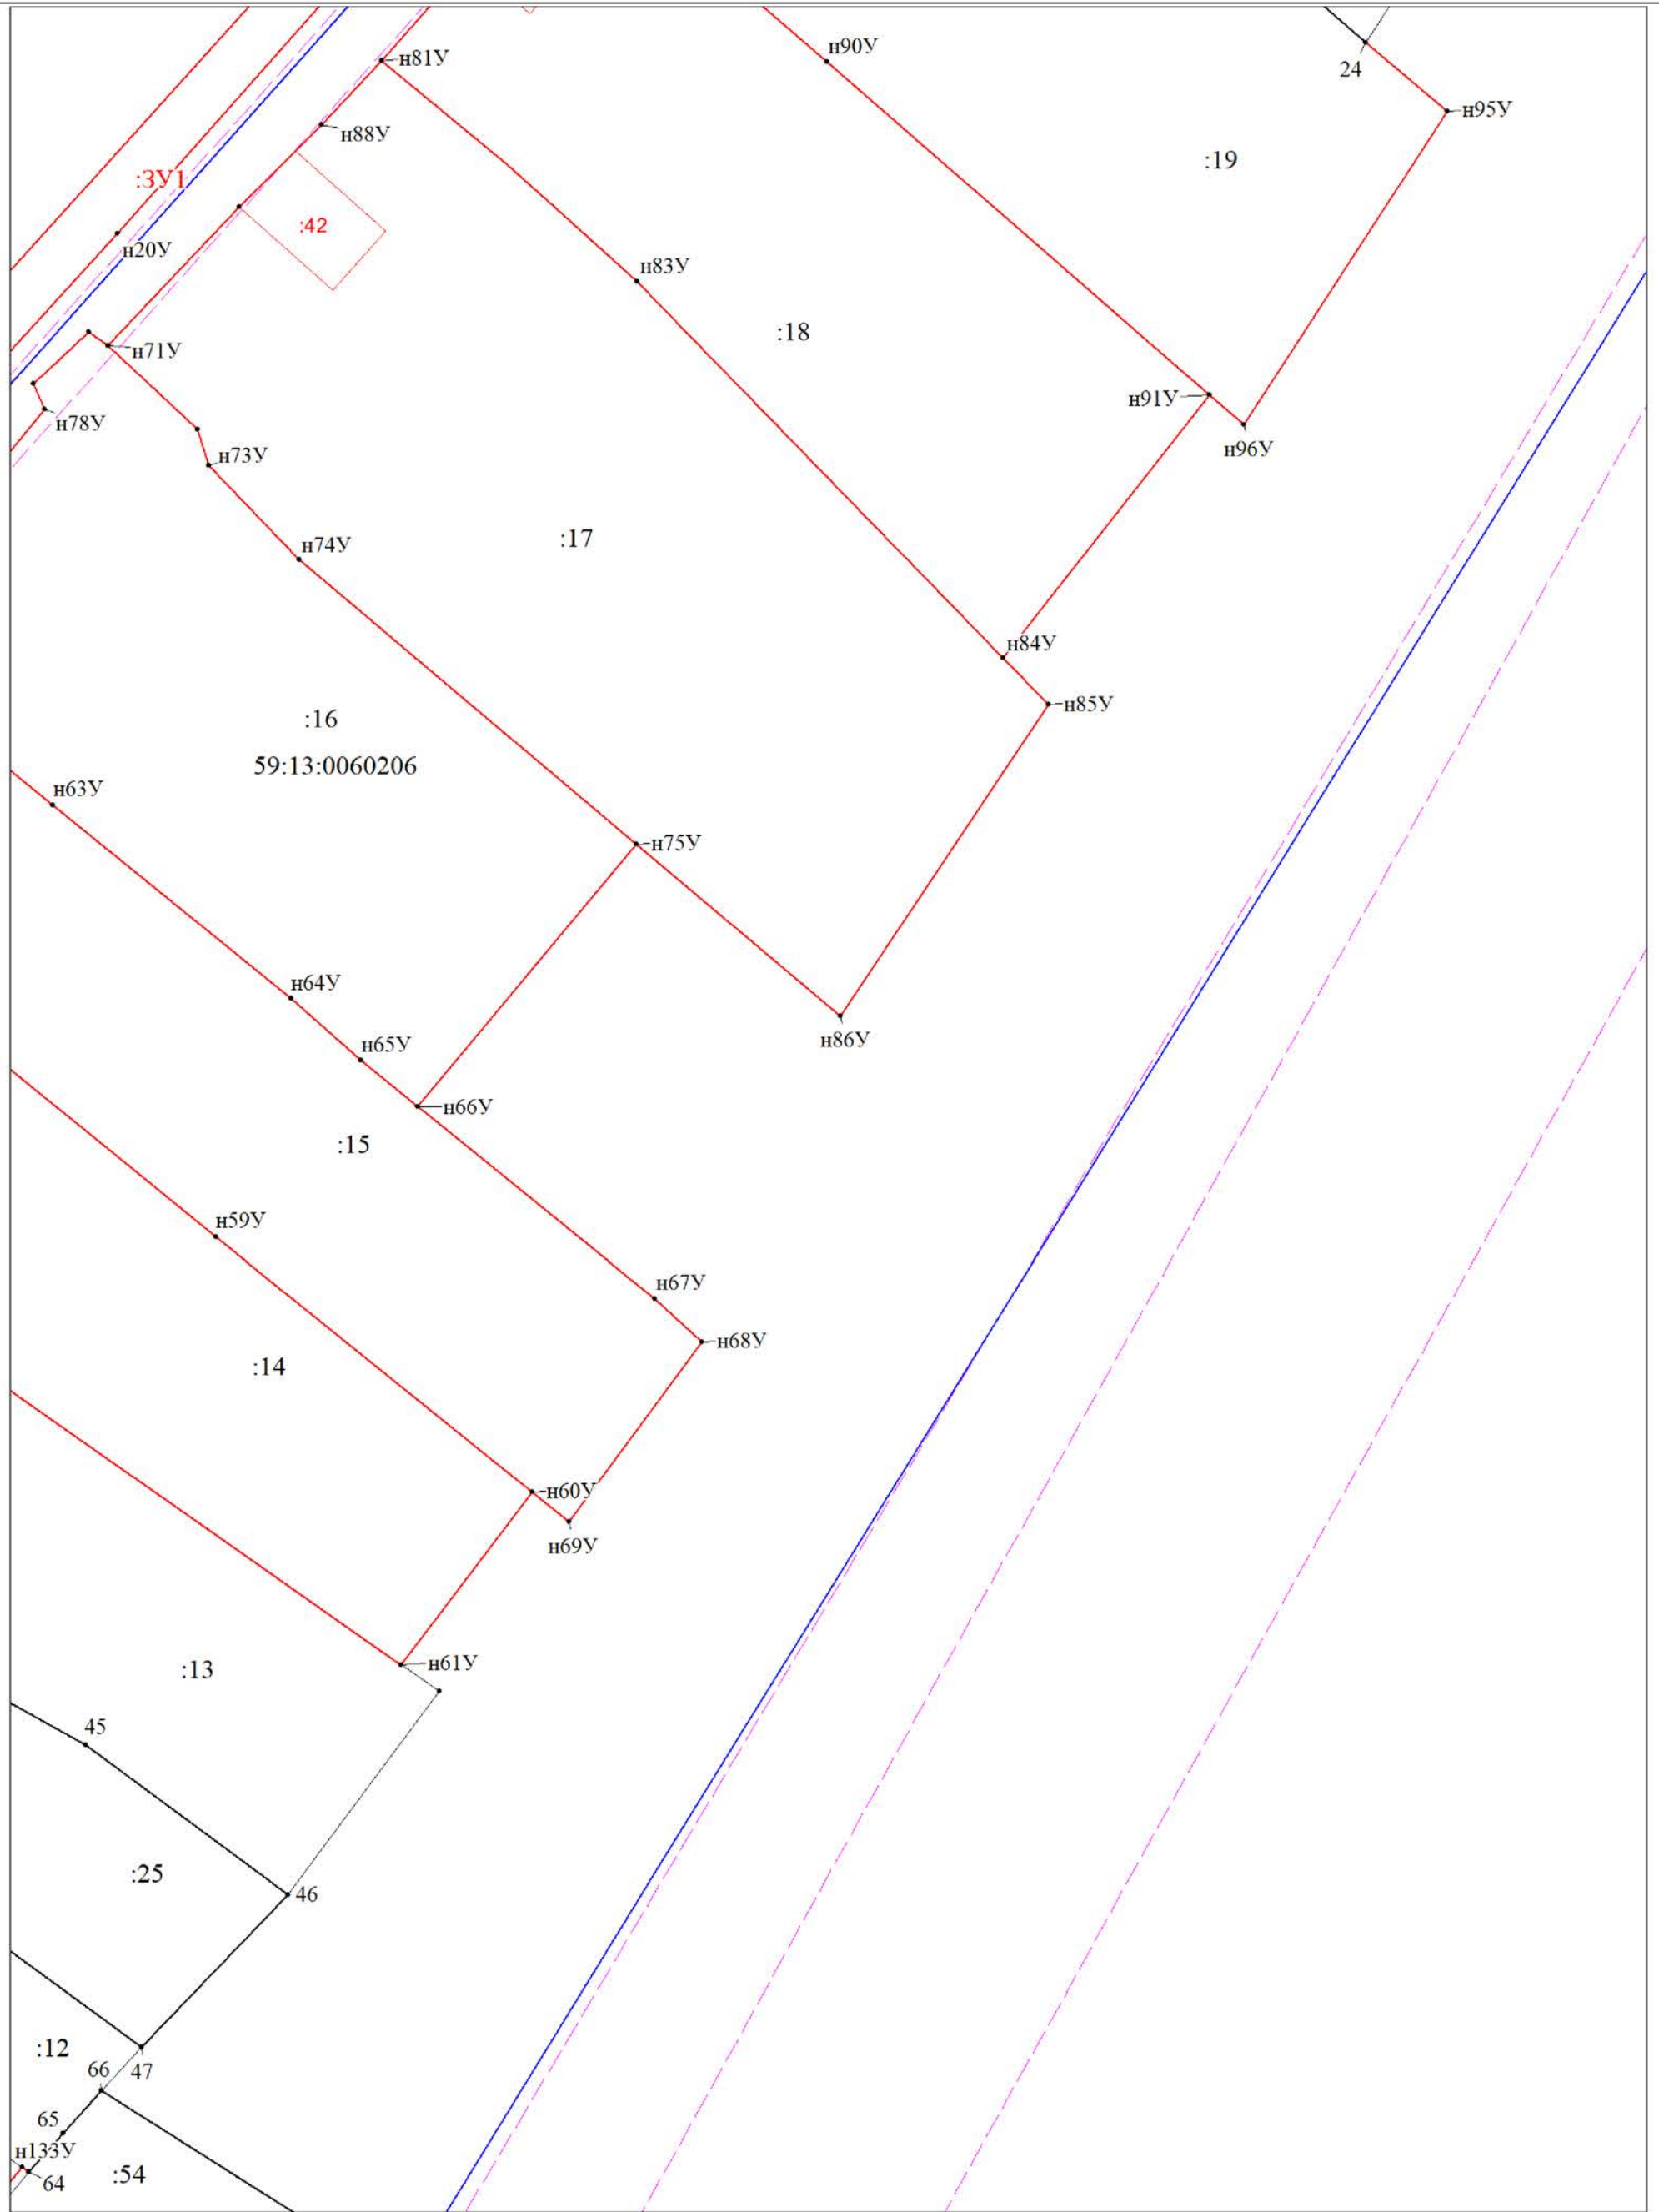 н90У
н81У
24
н95У
н88У
:19
:ЗУ1
:42
н20У
н83У
:18
н71У
н91У
н78У
н96У
н73У
:17
н74У
н84У
н85У
:16
59:13:0060206
н63У
н75У
н64У
н86У
н65У
н66У
:15
н59У
н67У
н68У
:14
н60У
н69У
н61У
:13
45
:25
46
:12
66
47
65
н133У
64
:54